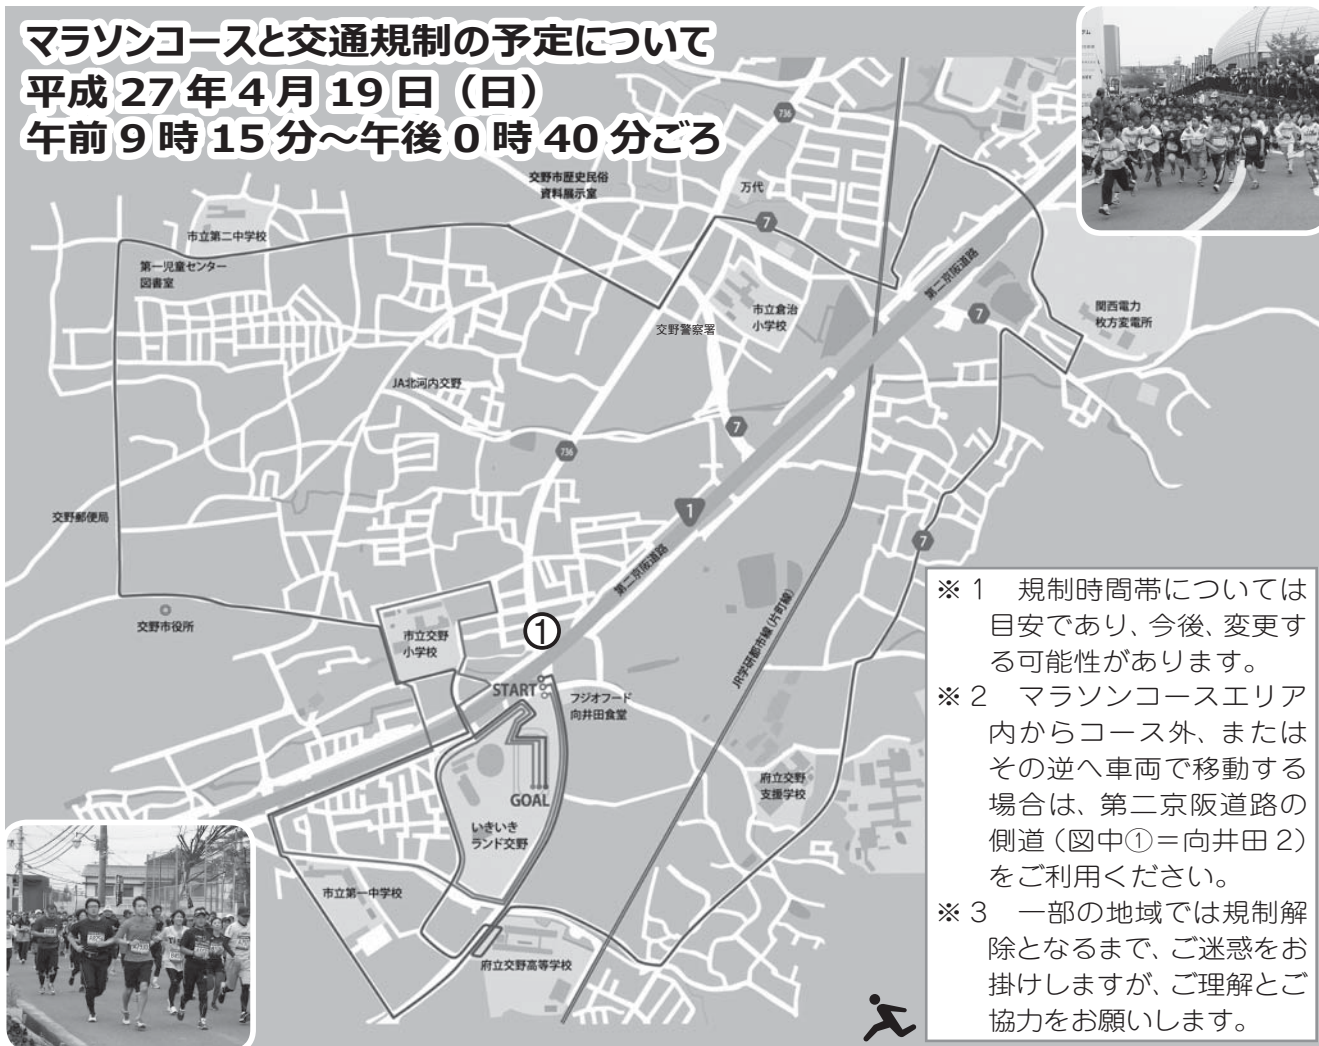 マラソンコースと交通規制の予定について
平成 27 年 4 月 19 日（日）
午前 9 時 15 分～午後 0 時 40 分ごろ
交野市歴史民俗
資料展示室
万代
736
7
市立第二中学校
第一児童センター
図書室
第二京阪道路
関西電力
枚方変電所
市立倉治
小学校
交野警察署
7
JA北河内交野
7
736
1
交野郵便局
7
第二京阪道路
JR学研都市線(片町線)
交野市役所
市立交野
小学校
①
START
フジオフード
向井田食堂
GOAL
府立交野
支援学校
いきいき
ランド交野
市立第一中学校
府立交野高等学校
※ 1　規制時間帯については
目安であり、今後、変更す
る可能性があります。
※ 2　マラソンコースエリア
内からコース外、または
その逆へ車両で移動する
場合は、第二京阪道路の
側道（図中①＝向井田 2）
をご利用ください。
※ 3　一部の地域では規制解
除となるまで、ご迷惑をお
掛けしますが、ご理解とご
協力をお願いします。